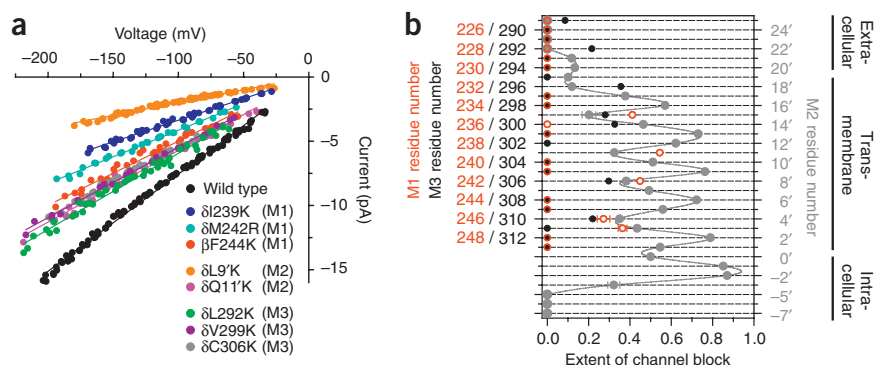 a
Voltage (mV)
−200 −150 −100 −50 0
0
−5
−10
−15
Current (pA)
Wild type
δI239K (M1)
δM242R (M1)
βF244K (M1)
δL9′K (M2)
δQ11′K (M2)
δL292K (M3)
δV299K (M3)
δC306K (M3)
b
M1 residue number
M3 residue number
226 / 290
228 / 292
230 / 294
232 / 296
234 / 298
236 / 300
238 / 302
240 / 304
242 / 306
244 / 308
246 / 310
248 / 312
24′
22′
20′
18′
16′
14′
12′
10′
8′
6′
4′
2′
0′
−2′
−5′
−7′
M2 residue number
Extra-
cellular
Trans-
membrane
Intra-
cellular
0.0 0.2 0.4 0.6 0.8 1.0
Extent of channel block